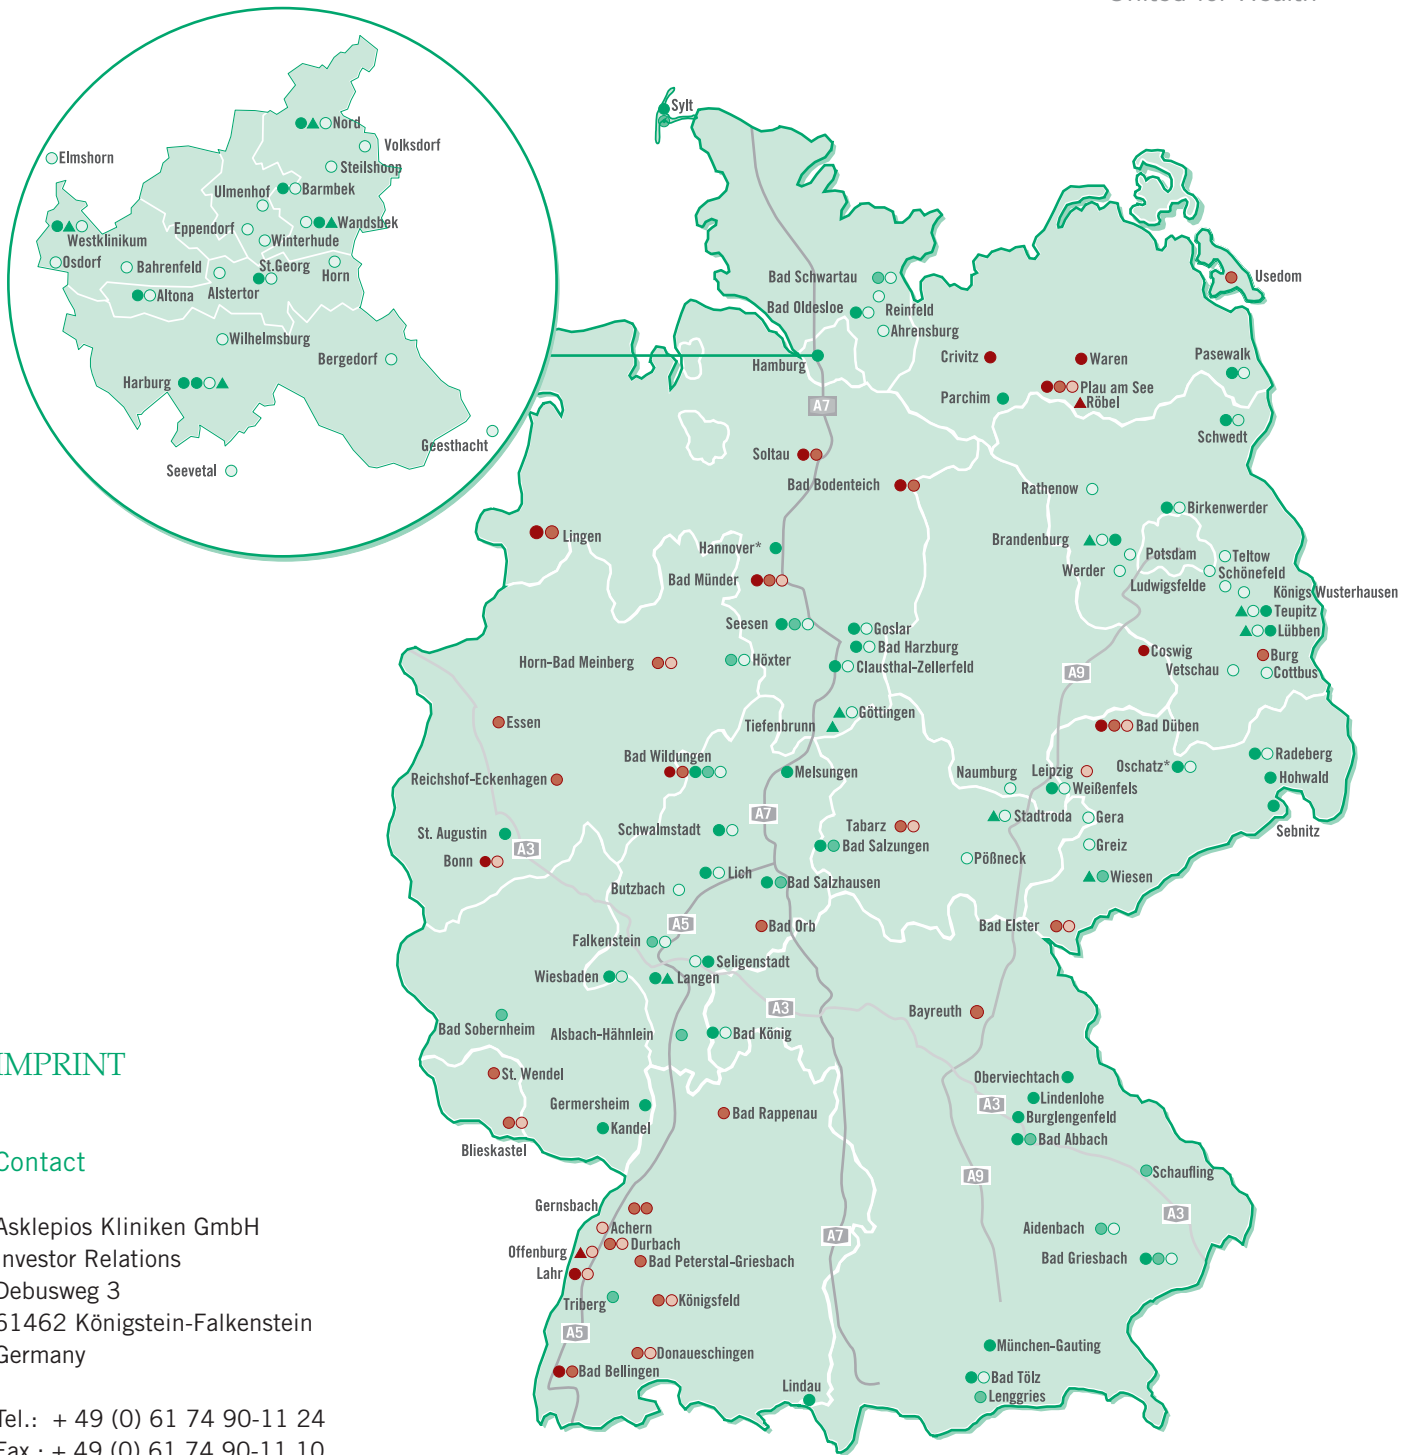 Nord
Volksdorf
Elmshorn
Steilshoop
Ulmenhof
Barmbek
Eppendorf
Wandsbek
Westklinikum
Winterhude
Osdorf
Bahrenfeld
St.Georg
Horn
Altona
Alstertor
Wilhelmsburg
Bergedorf
Harburg
Geesthacht
Seevetal
Sylt
Bad Schwartau
Usedom
Bad Oldesloe
Reinfeld
Ahrensburg
Hamburg
Crivitz
Waren
Pasewalk
Plau am See
Parchim
Röbel
A7
Schwedt
Soltau
Bad Bodenteich
Rathenow
Birkenwerder
Lingen
Hannover*
Brandenburg
Potsdam
Teltow
Bad Münder
Werder
Schönefeld
Ludwigsfelde
Königs Wusterhausen
Teupitz
Seesen
Goslar
Lübben
Bad Harzburg
Coswig
Burg
Horn-Bad Meinberg
Höxter
Clausthal-Zellerfeld
A9
Vetschau
Cottbus
Essen
Göttingen
Tiefenbrunn
Bad Düben
Bad Wildungen
Radeberg
Reichshof-Eckenhagen
Melsungen
Naumburg
Leipzig
Oschatz*
Hohwald
Weißenfels
A7
Stadtroda
Gera
Sebnitz
St. Augustin
Schwalmstadt
Tabarz
A3
Bad Salzungen
Greiz
Bonn
Pößneck
Lich
Wiesen
Butzbach
Bad Salzhausen
A5
Bad Orb
Bad Elster
Falkenstein
Seligenstadt
Wiesbaden
Langen
A3
Bayreuth
Bad Sobernheim
Alsbach-Hähnlein
Bad König
St. Wendel
Oberviechtach
Germersheim
Lindenlohe
A3
Bad Rappenau
Burglengenfeld
Kandel
Bad Abbach
Blieskastel
Schaufling
A9
Gernsbach
A3
Achern
Aidenbach
Durbach
A7
Offenburg
Bad Peterstal-Griesbach
Bad Griesbach
Lahr
Triberg
Königsfeld
A5
München-Gauting
Donaueschingen
Bad Bellingen
Bad Tölz
Lindau
Lenggries
IMPRINT
Contact
Asklepios Kliniken GmbH
Investor Relations
Debusweg 3
61462 Königstein-Falkenstein
Germany
Tel.: + 49 (0) 61 74 90-11 24
Fax.: + 49 (0) 61 74 90-11 10